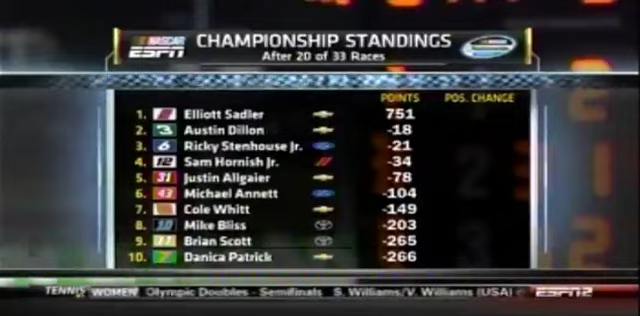 NASCAR
ESPN
CHAMPIONSHIP STANDINGS
After 20 of 33 Races
POINTS POS. CHANGE
1. Elliott Sadler 751
2. 3 Austin Dillon -18
3. 6 Ricky Stenhouse Jr. -21
4. 12 Sam Hornish Jr. -34
5. 31 Justin Allgaier -78
6. 43 Michael Annett -104
7. Cole Whitt -149
8. 19 Mike Bliss -203
9. 11 Brian Scott -265
10. 7 Danica Patrick -266
TENNIS WOMEN Olympic Doubles - Semifinals S. Williams/V. Williams (USA) ESPN2